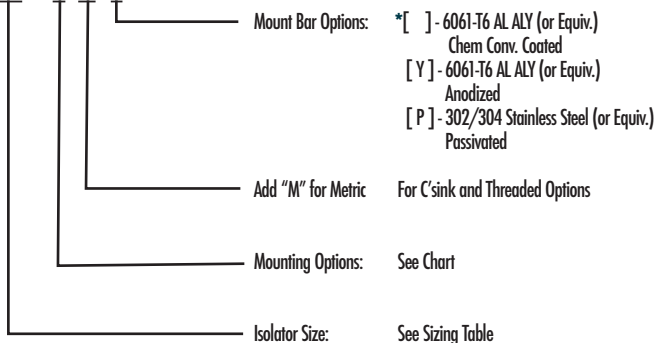 Mount Bar Options: *[ ] - 6061-T6 AL ALY (or Equiv.)
Chem Conv. Coated
[ Y ] - 6061-T6 AL ALY (or Equiv.)
Anodized
[ P ] - 302/304 Stainless Steel (or Equiv.)
Passivated
Add “M” for Metric For C’sink and Threaded Options
Mounting Options: See Chart
Isolator Size: See Sizing Table